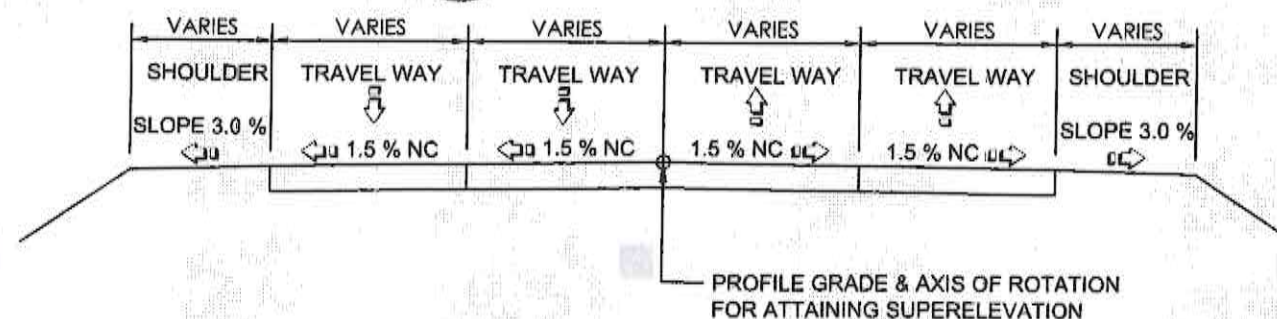 VARIES VARIES VARIES VARIES VARIES VARIES
SHOULDER TRAVEL WAY TRAVEL WAY TRAVEL WAY TRAVEL WAY SHOULDER
SLOPE 3.0 % 1.5 % NC 1.5 % NC 1.5 % NC 1.5 % NC SLOPE 3.0 %
PROFILE GRADE & AXIS OF ROTATION
FOR ATTAINING SUPERELEVATION